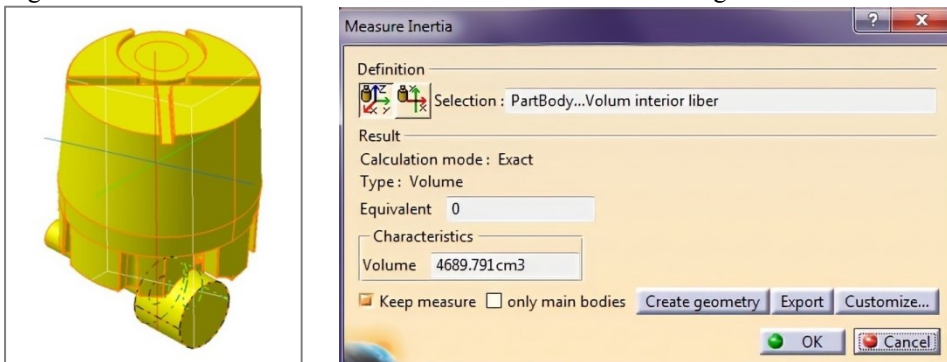 Measure Inertia
? X
Definition
Selection : PartBody...Volum interior liber
Result
Calculation mode : Exact
Type : Volume
Equivalent 0
Characteristics
Volume 4689.791cm3
Keep measure only main bodies Create geometry Export Customize...
OK Cancel